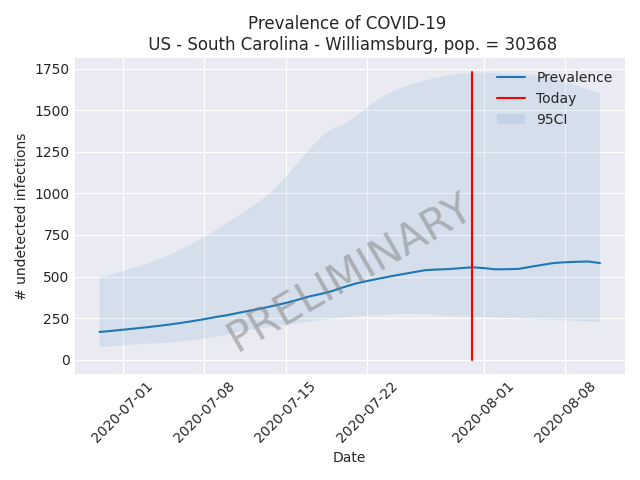 Prevalence of COVID-19
US - South Carolina - Williamsburg, pop. = 30368
# undetected infections
1750
1500
1250
1000
750
500
250
0
Prevalence
Today
95CI
PRELIMINARY
2020-07-01
2020-07-08
2020-07-15
2020-07-22
2020-08-01
2020-08-08
Date